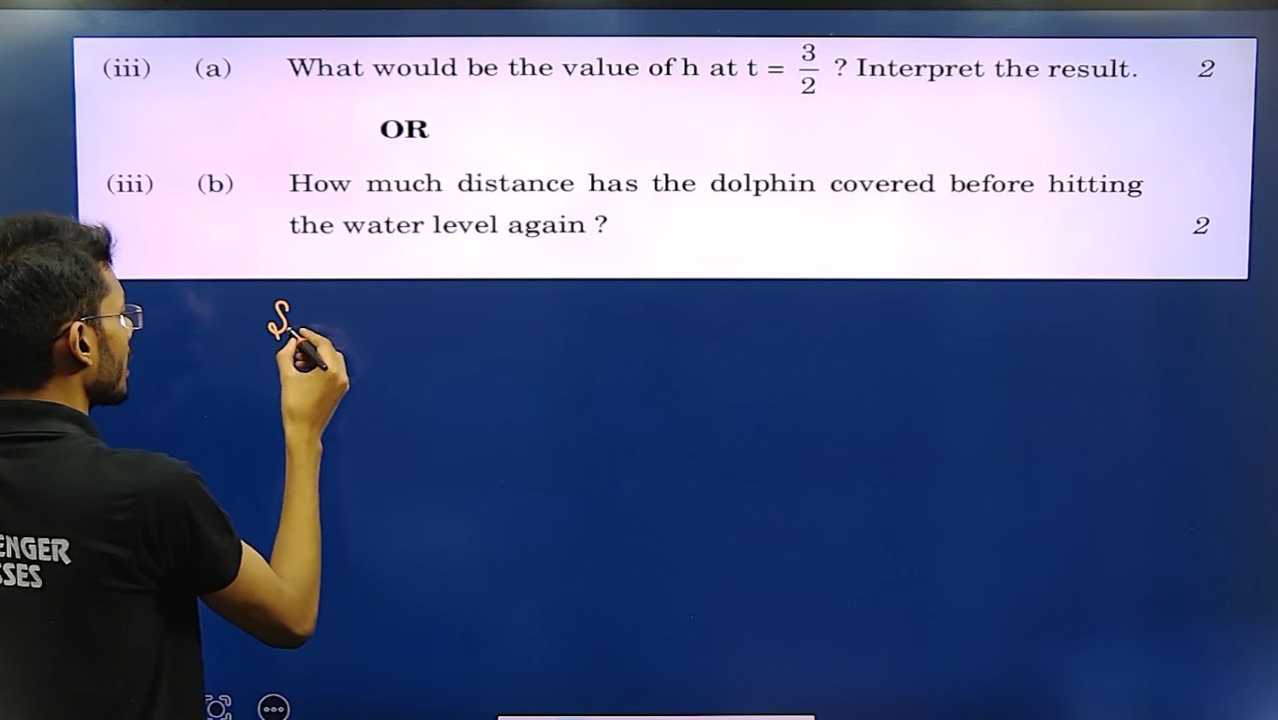 (iii) (a) What would be the value of h at t = 3/2 ? Interpret the result. 2
OR
(iii) (b) How much distance has the dolphin covered before hitting
the water level again ? 2
S
ENGER
SSES